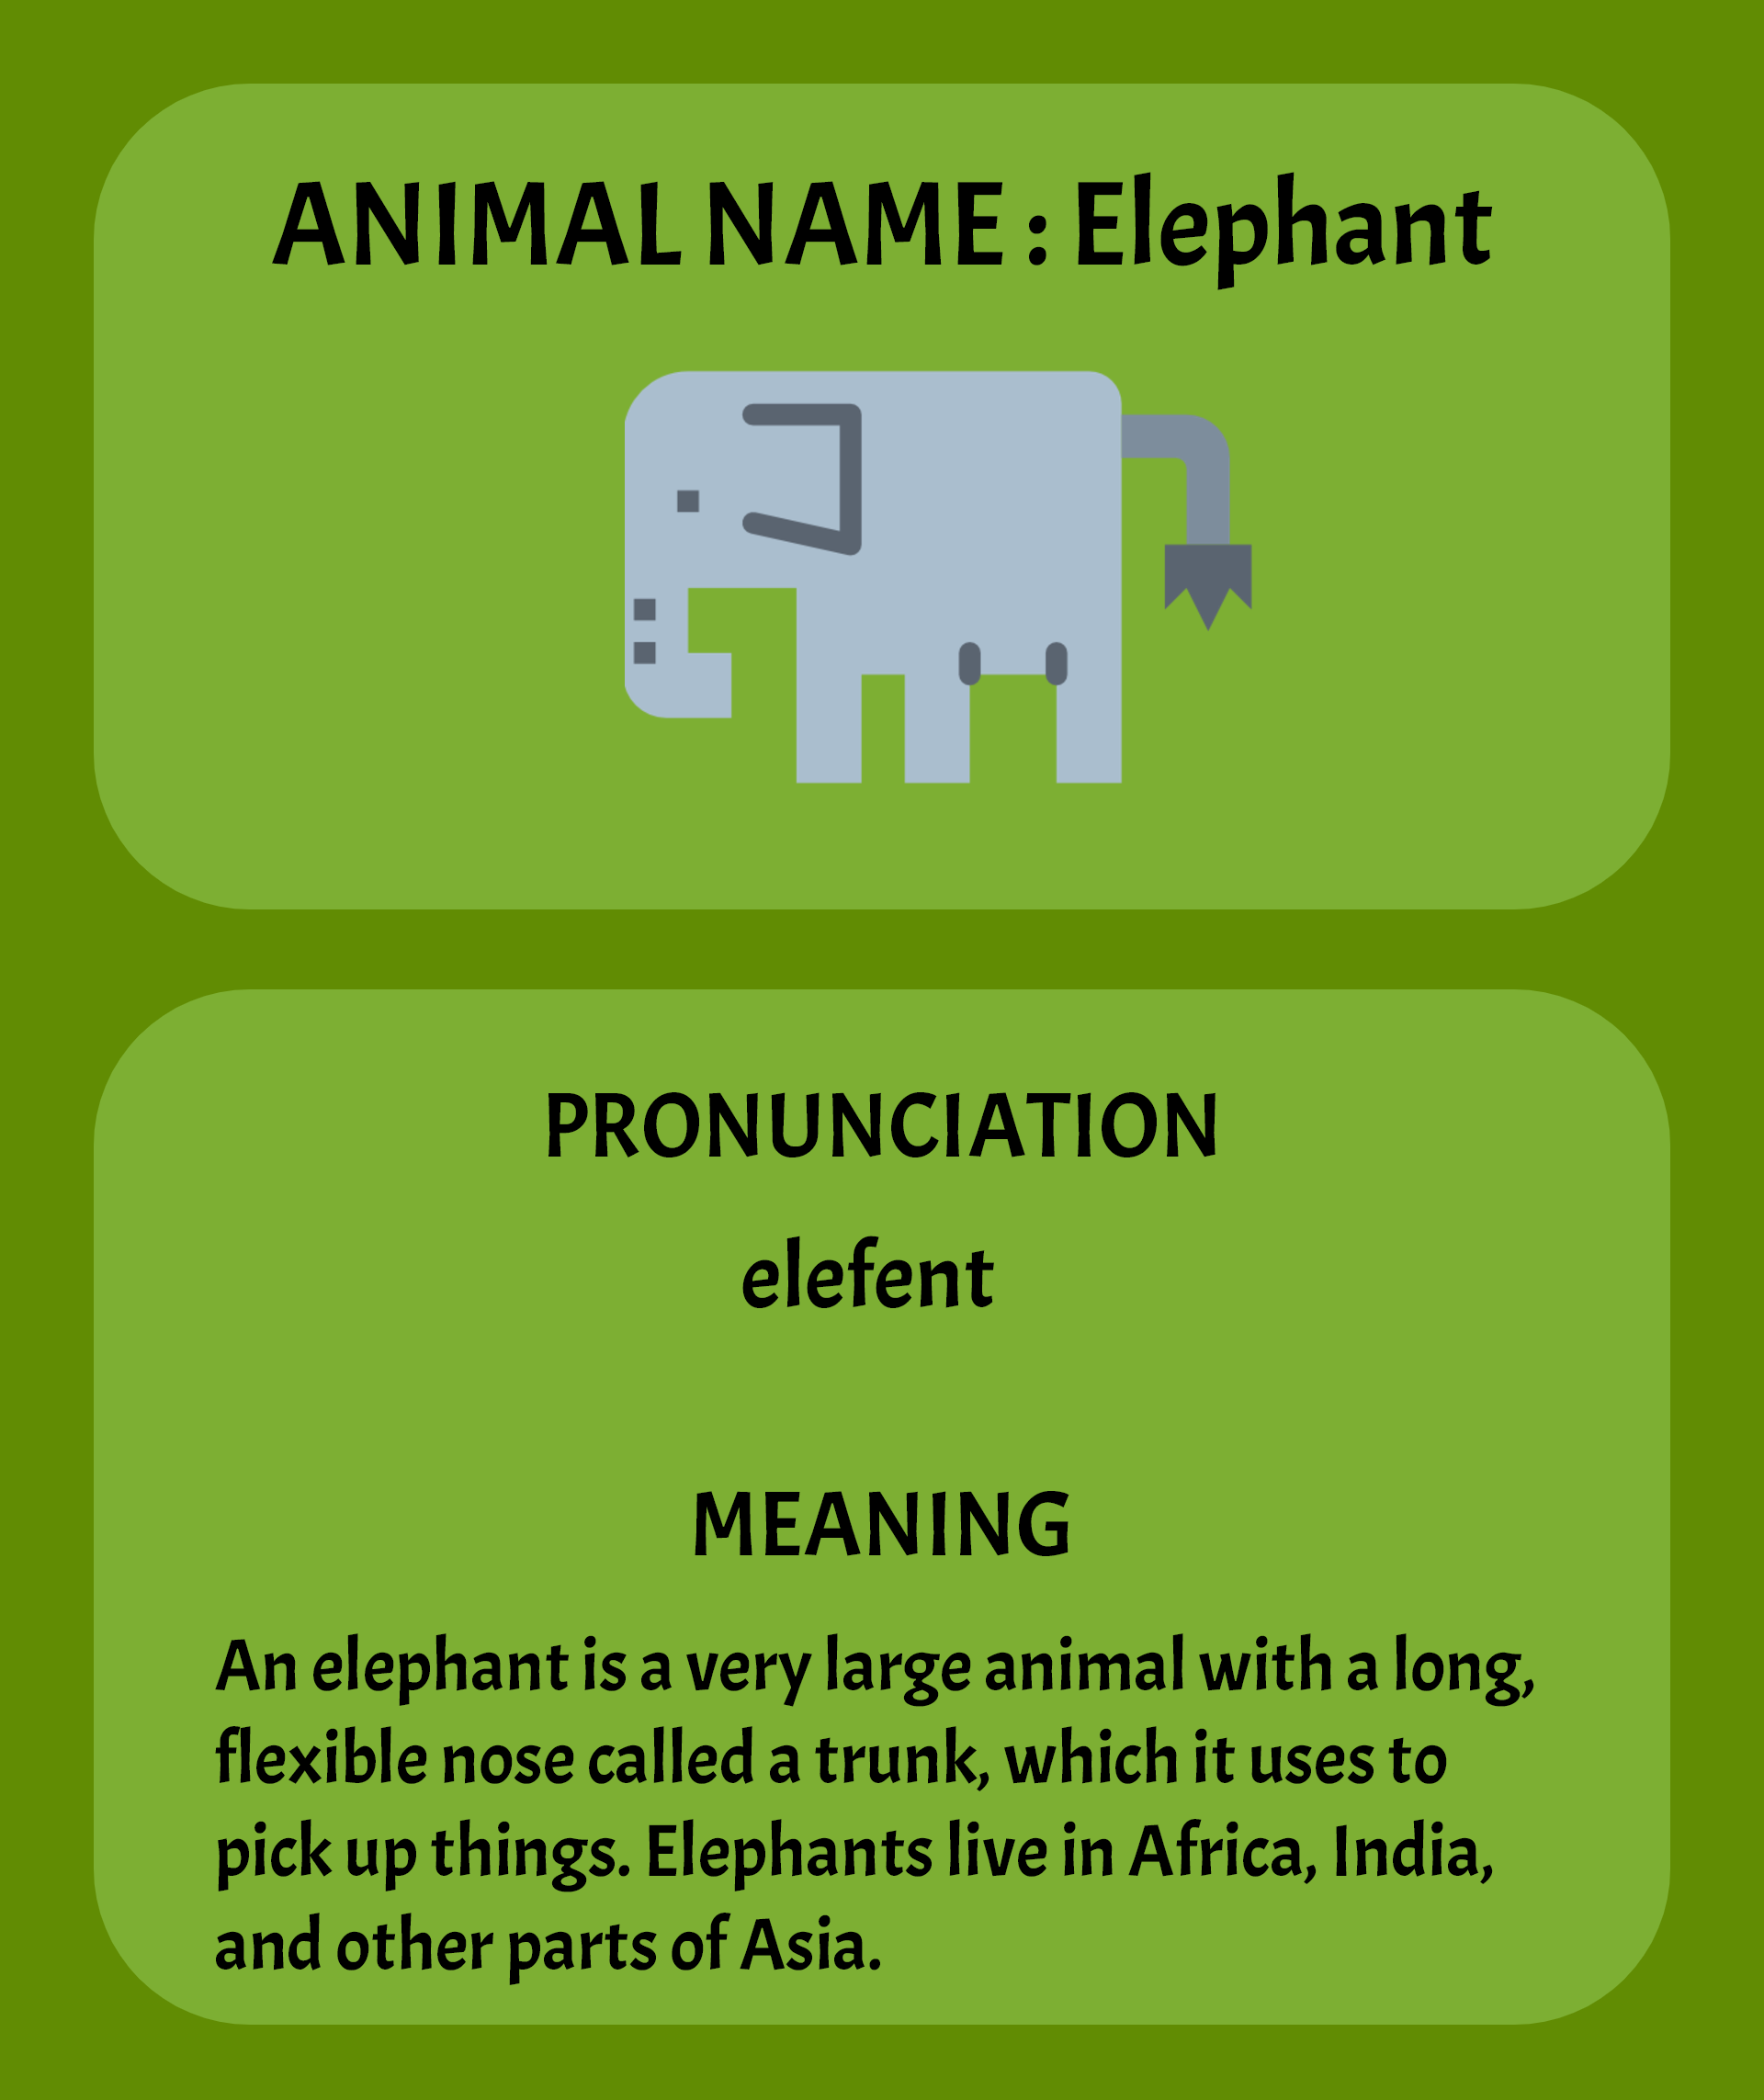 ANIMAL NAME : Elephant
PRONUNCIATION
elefent
MEANING
An elephant is a very large animal with a long,
flexible nose called a trunk, which it uses to
pick up things. Elephants live in Africa, India,
and other parts of Asia.